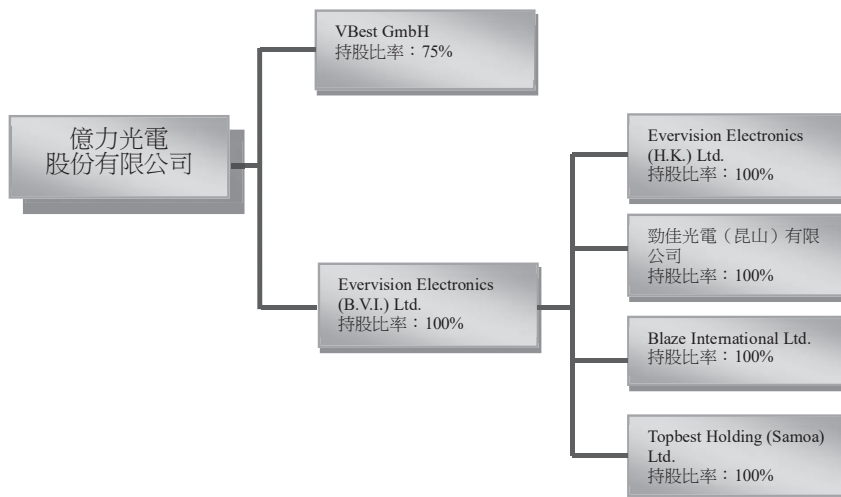 VBest GmbH
持股比率：75%
億力光電
股份有限公司
Evervision Electronics
(B.V.I.) Ltd.
持股比率：100%
Evervision Electronics
(H.K.) Ltd.
持股比率：100%
勁佳光電（昆山）有限
公司
持股比率：100%
Blaze International Ltd.
持股比率：100%
Topbest Holding (Samoa)
Ltd.
持股比率：100%